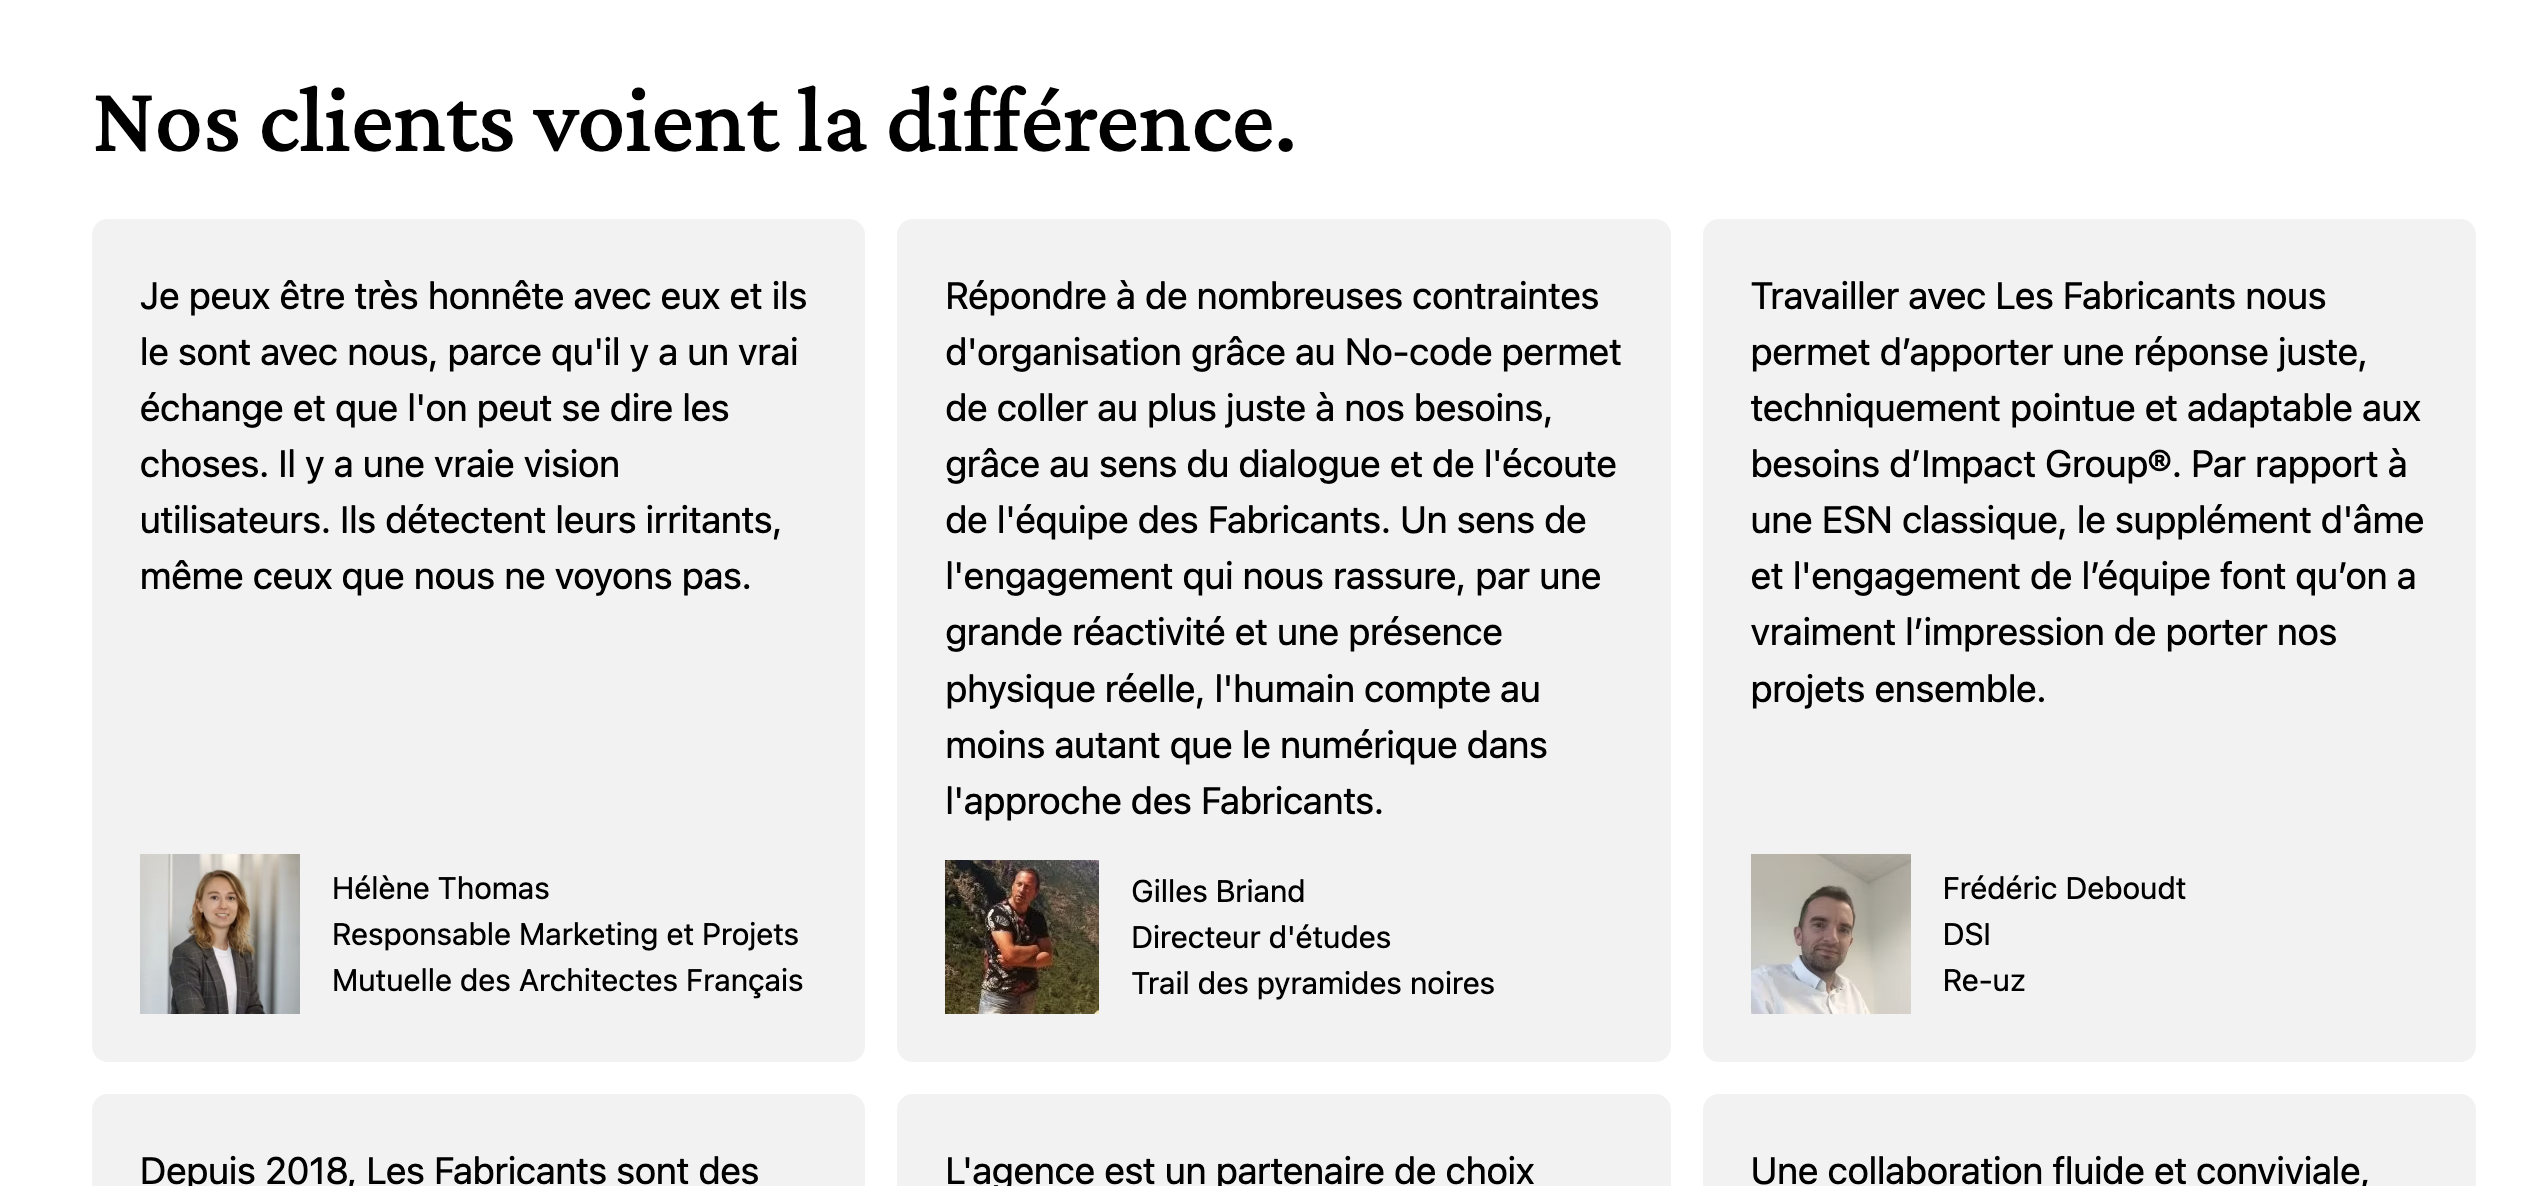 Nos clients voient la différence.
Je peux être très honnête avec eux et ils
le sont avec nous, parce qu'il y a un vrai
échange et que l'on peut se dire les
choses. Il y a une vraie vision
utilisateurs. Ils détectent leurs irritants,
même ceux que nous ne voyons pas.
Hélène Thomas
Responsable Marketing et Projets
Mutuelle des Architectes Français
Répondre à de nombreuses contraintes
d'organisation grâce au No-code permet
de coller au plus juste à nos besoins,
grâce au sens du dialogue et de l'écoute
de l'équipe des Fabricants. Un sens de
l'engagement qui nous rassure, par une
grande réactivité et une présence
physique réelle, l'humain compte au
moins autant que le numérique dans
l'approche des Fabricants.
Gilles Briand
Directeur d'études
Trail des pyramides noires
Travailler avec Les Fabricants nous
permet d’apporter une réponse juste,
techniquement pointue et adaptable aux
besoins d’Impact Group®. Par rapport à
une ESN classique, le supplément d'âme
et l'engagement de l’équipe font qu’on a
vraiment l’impression de porter nos
projets ensemble.
Frédéric Deboudt
DSI
Re-uz
Depuis 2018, Les Fabricants sont des
L'agence est un partenaire de choix
Une collaboration fluide et conviviale,